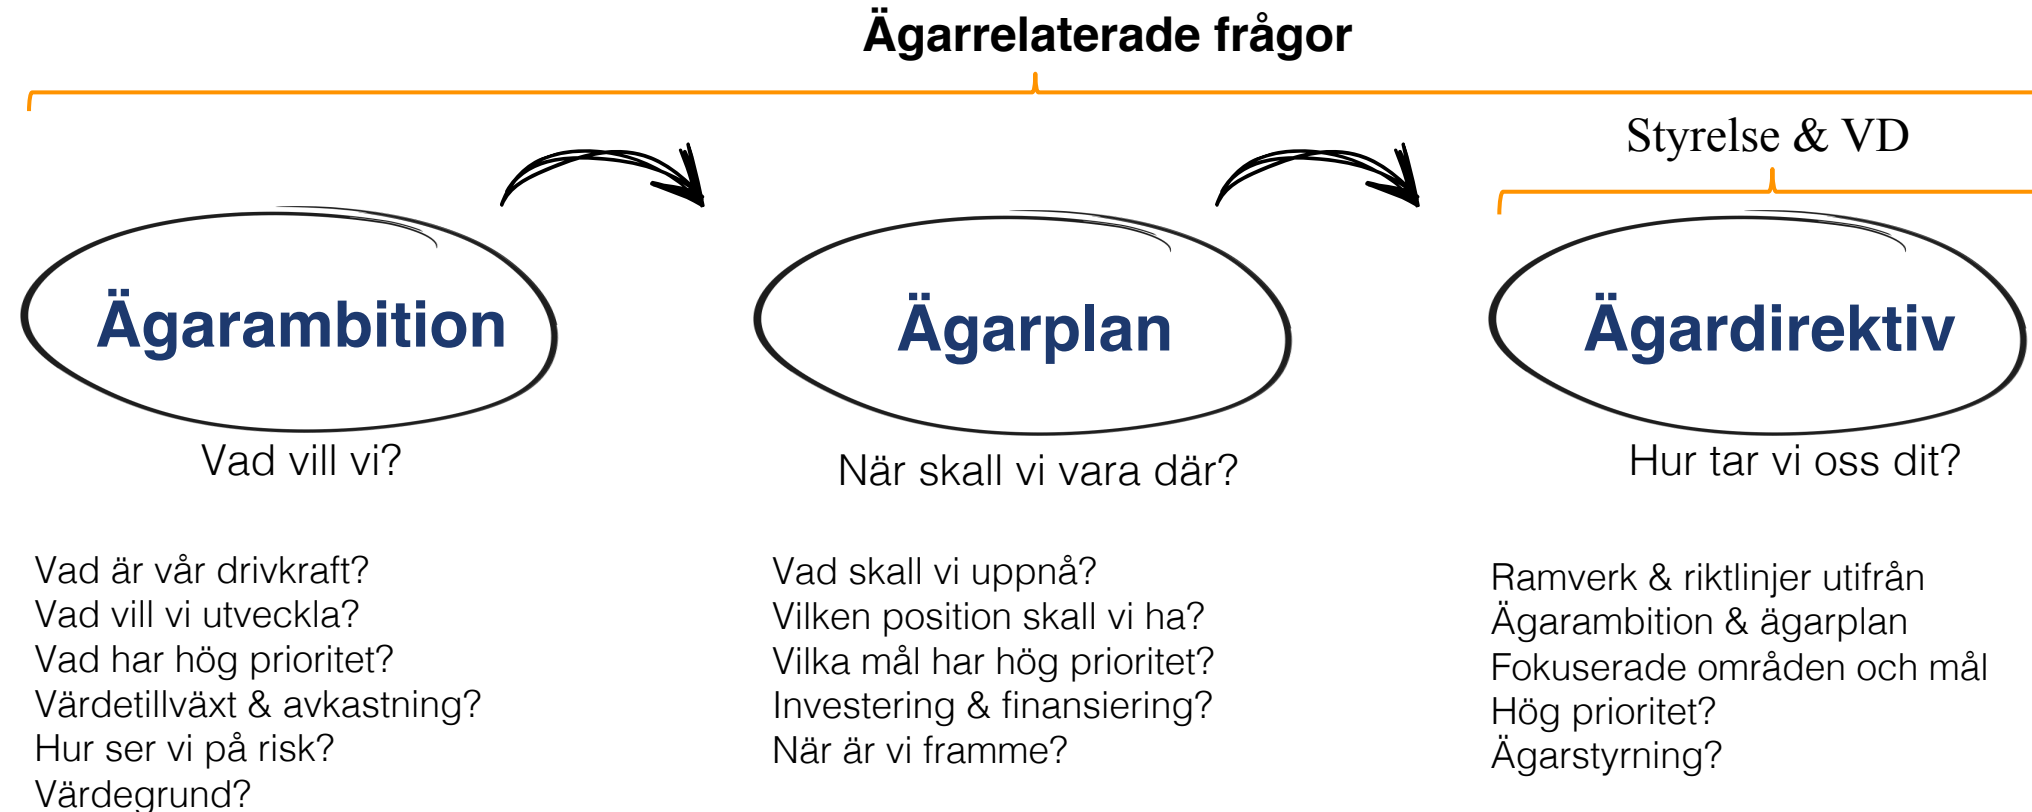 Ägarrelaterade frågor
Styrelse & VD
Ägarambition
Vad vill vi?
Vad är vår drivkraft?
Vad vill vi utveckla?
Vad har hög prioritet?
Värdetillväxt & avkastning?
Hur ser vi på risk?
Värdegrund?
Ägarplan
När skall vi vara där?
Vad skall vi uppnå?
Vilken position skall vi ha?
Vilka mål har hög prioritet?
Investering & finansiering?
När är vi framme?
Ägardirektiv
Hur tar vi oss dit?
Ramverk & riktlinjer utifrån
Ägarambition & ägarplan
Fokuserade områden och mål
Hög prioritet?
Ägarstyrning?